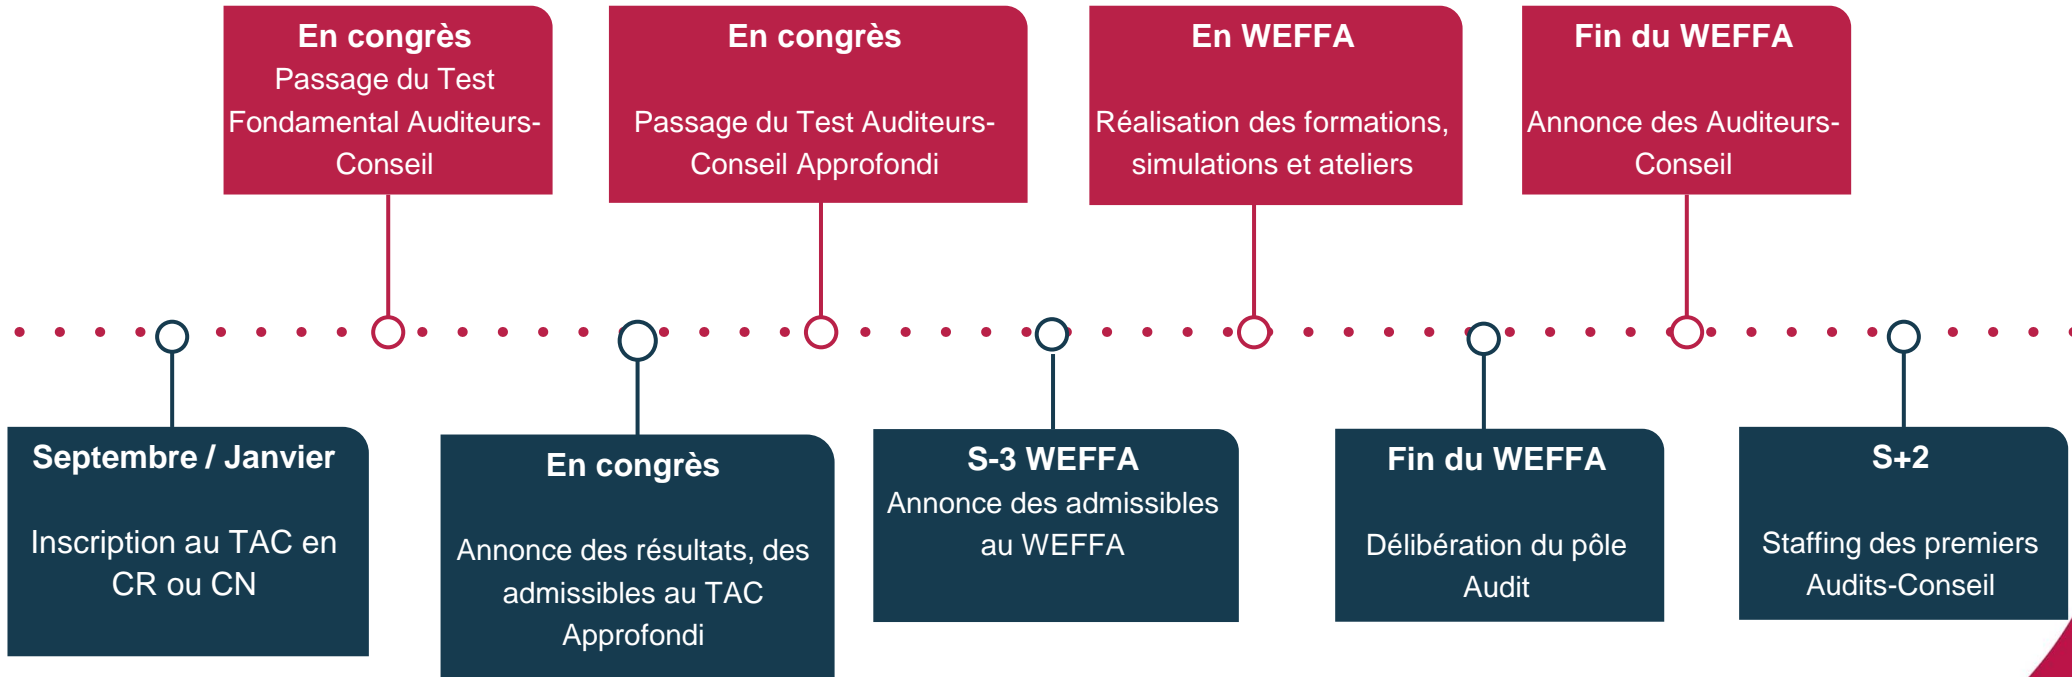 En congrès
Passage du Test
Fondamental Auditeurs-
Conseil
En congrès
Passage du Test Auditeurs-
Conseil Approfondi
En WEFFA
Réalisation des formations,
simulations et ateliers
Fin du WEFFA
Annonce des Auditeurs-
Conseil
Septembre / Janvier
Inscription au TAC en
CR ou CN
En congrès
Annonce des résultats, des
admissibles au TAC
Approfondi
S-3 WEFFA
Annonce des admissibles
au WEFFA
Fin du WEFFA
Délibération du pôle
Audit
S+2
Staffing des premiers
Audits-Conseil